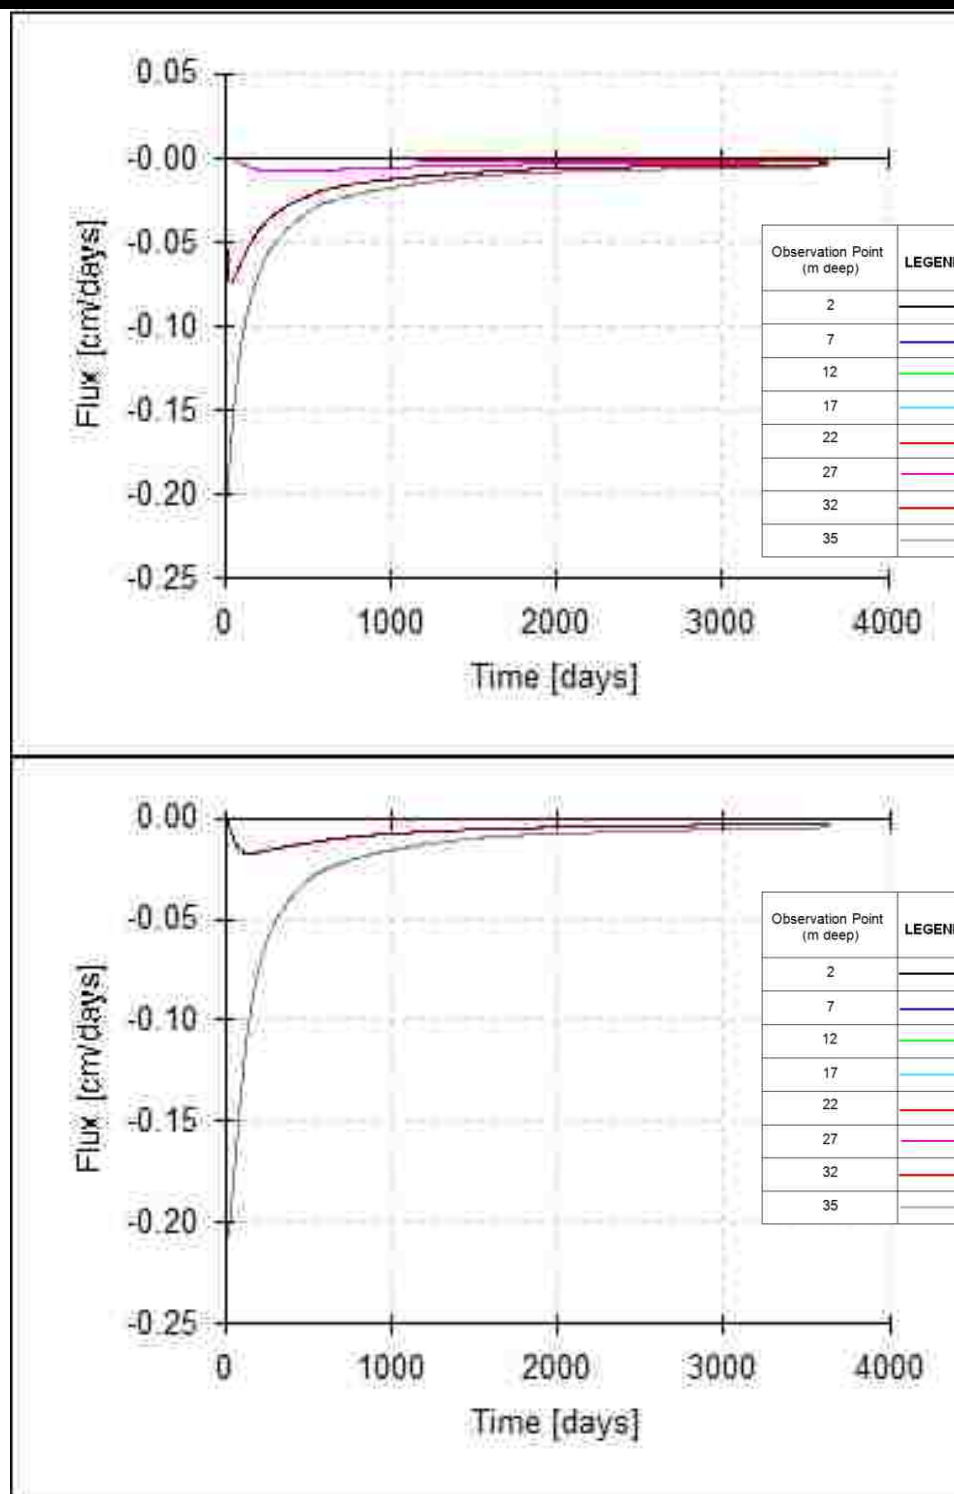 0.05
-0.00
-0.05
-0.10
-0.15
-0.20
-0.25
Flux [cm/days]
0 1000 2000 3000 4000
Time [days]
Observation Point
(m deep) LEGEN
2
7
12
17
22
27
32
35
0.00
-0.05
-0.10
-0.15
-0.20
-0.25
Flux [cm/days]
0 1000 2000 3000 4000
Time [days]
Observation Point
(m deep) LEGEN
2
7
12
17
22
27
32
35